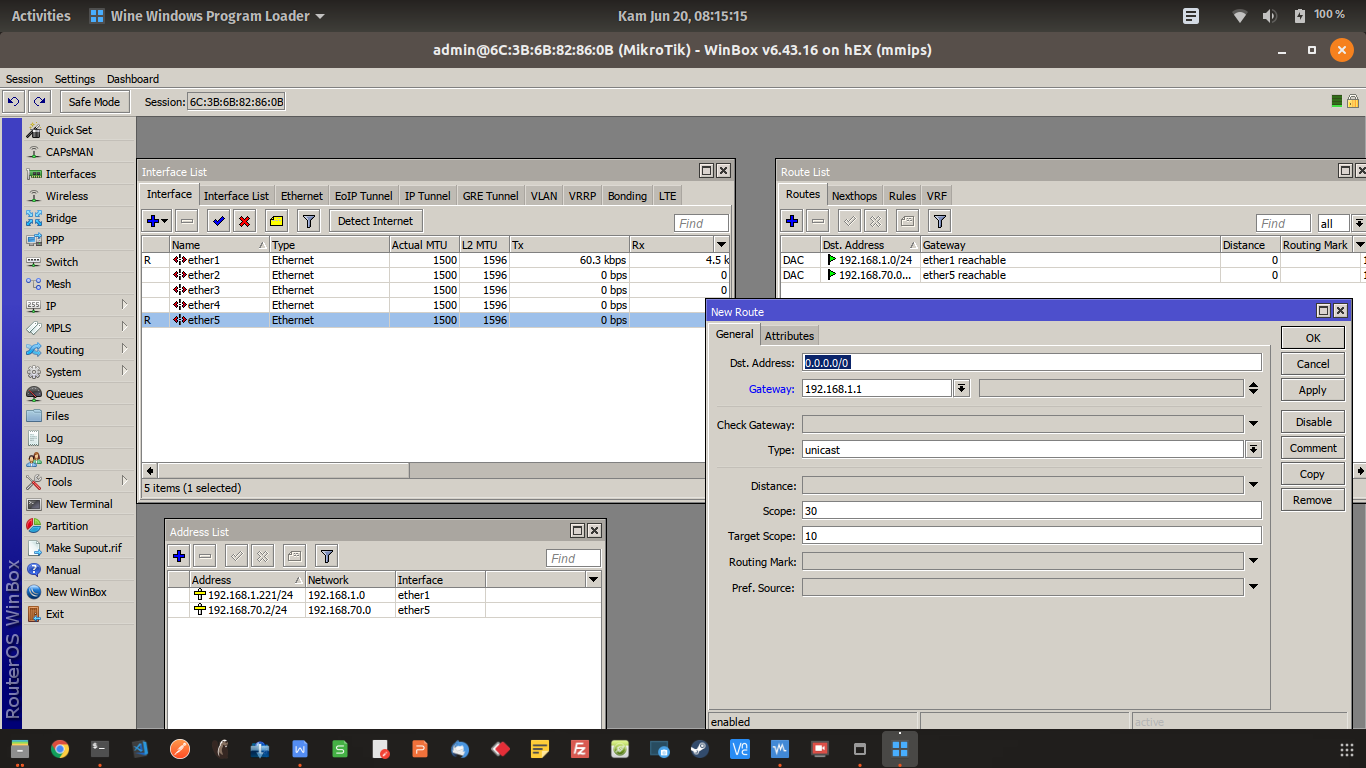 Activities Wine Windows Program Loader Kam Jun 20, 08:15:15 100 %
admin@6C:3B:6B:82:86:0B (MikroTik) - WinBox v6.43.16 on hEX (mmips)
Session Settings Dashboard
Safe Mode Session: 6C:3B:6B:82:86:0B
RouterOS WinBox
Quick Set
CAPsMAN
Interfaces
Wireless
Bridge
PPP
Switch
Mesh
IP
MPLS
Routing
System
Queues
Files
Log
RADIUS
Tools
New Terminal
Partition
Make Supout.rif
Manual
New WinBox
Exit
Interface List
Interface Interface List Ethernet EoIP Tunnel IP Tunnel GRE Tunnel VLAN VRRP Bonding LTE
Detect Internet Find
Name Type Actual MTU L2 MTU Tx Rx
R ether1 Ethernet 1500 1596 60.3 kbps 4.5 k
ether2 Ethernet 1500 1596 0 bps 0
ether3 Ethernet 1500 1596 0 bps 0
ether4 Ethernet 1500 1596 0 bps
R ether5 Ethernet 1500 1596 0 bps
5 items (1 selected)
Route List
Routes Nexthops Rules VRF
Find all
Dst. Address Gateway Distance Routing Mark
DAC 192.168.1.0/24 ether1 reachable 0
DAC 192.168.70.0... ether5 reachable 0
New Route
General Attributes
Dst. Address: 0.0.0.0/0
Gateway: 192.168.1.1
Check Gateway:
Type: unicast
Distance:
Scope: 30
Target Scope: 10
Routing Mark:
Pref. Source:
OK
Cancel
Apply
Disable
Comment
Copy
Remove
enabled active
Address List
Find
Address Network Interface
192.168.1.221/24 192.168.1.0 ether1
192.168.70.2/24 192.168.70.0 ether5